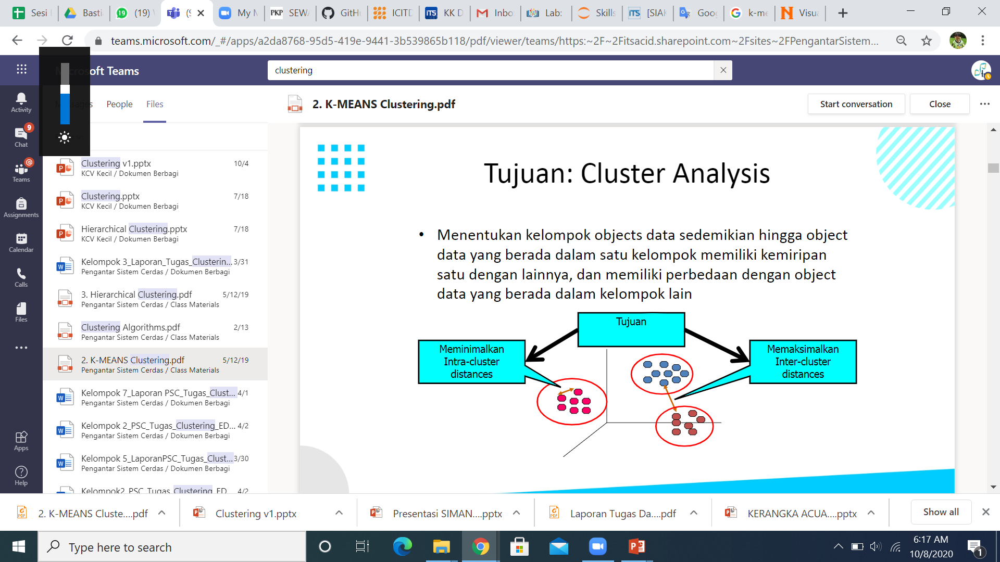 Sesi
Basti
(19)
(9
My M
PKP SEWA
GitHu
ICITD
KK D
Inbo
Lab:
Skills
[SIAK
Goog
k-me
Visua
teams.microsoft.com/_#/apps/a2da8768-95d5-419e-9441-3b539865b118/pdf/viewer/teams/https:~2F~2Fitsacid.sharepoint.com~2Fsites~2FPengantarSistem...
Microsoft Teams
clustering
Activity
Chat
9
Teams
@
Assignments
Calendar
Calls
Files
Apps
Help
Messages People Files
Clustering v1.pptx 10/4
KCV Kecil / Dokumen Berbagi
Clustering.pptx 7/18
KCV Kecil / Dokumen Berbagi
Hierarchical Clustering.pptx 7/18
KCV Kecil / Dokumen Berbagi
Kelompok 3_Laporan_Tugas_Clusterin... 3/31
Pengantar Sistem Cerdas / Dokumen Berbagi
3. Hierarchical Clustering.pdf 5/12/19
Pengantar Sistem Cerdas / Class Materials
Clustering Algorithms.pdf 2/13
Pengantar Sistem Cerdas / Class Materials
2. K-MEANS Clustering.pdf 5/12/19
Pengantar Sistem Cerdas / Class Materials
Kelompok 7_Laporan PSC_Tugas_Clust... 4/1
Pengantar Sistem Cerdas / Dokumen Berbagi
Kelompok 2_PSC_Tugas_Clustering_ED... 4/2
Pengantar Sistem Cerdas / Dokumen Berbagi
Kelompok 5_LaporanPSC_Tugas_Clust... 3/30
Pengantar Sistem Cerdas / Dokumen Berbagi
Kelompok2_PSC_Tugas_Clustering_ED... 4/2
2. K-MEANS Clustering.pdf
Start conversation
Close
Tujuan: Cluster Analysis
• Menentukan kelompok objects data sedemikian hingga object
data yang berada dalam satu kelompok memiliki kemiripan
satu dengan lainnya, dan memiliki perbedaan dengan object
data yang berada dalam kelompok lain
Tujuan
Meminimalkan
Intra-cluster
distances
Memaksimalkan
Inter-cluster
distances
2. K-MEANS Cluste....pdf
Clustering v1.pptx
Presentasi SIMAN....pptx
Laporan Tugas Da....pdf
KERANGKA ACUA....pptx
Show all
Type here to search
6:17 AM
10/8/2020
1